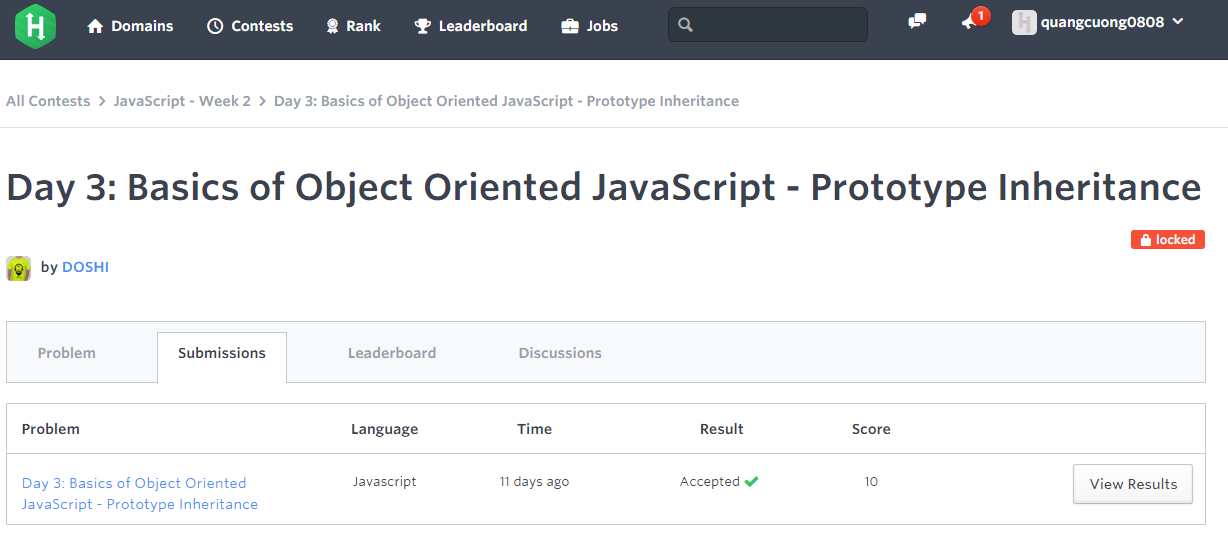 H Domains Contests Rank Leaderboard Jobs 1 quangcuong0808
All Contests > JavaScript - Week 2 > Day 3: Basics of Object Oriented JavaScript - Prototype Inheritance
Day 3: Basics of Object Oriented JavaScript - Prototype Inheritance
locked
by DOSHI
Problem Submissions Leaderboard Discussions
Problem Language Time Result Score
Day 3: Basics of Object Oriented Javascript 11 days ago Accepted 10 View Results
JavaScript - Prototype Inheritance